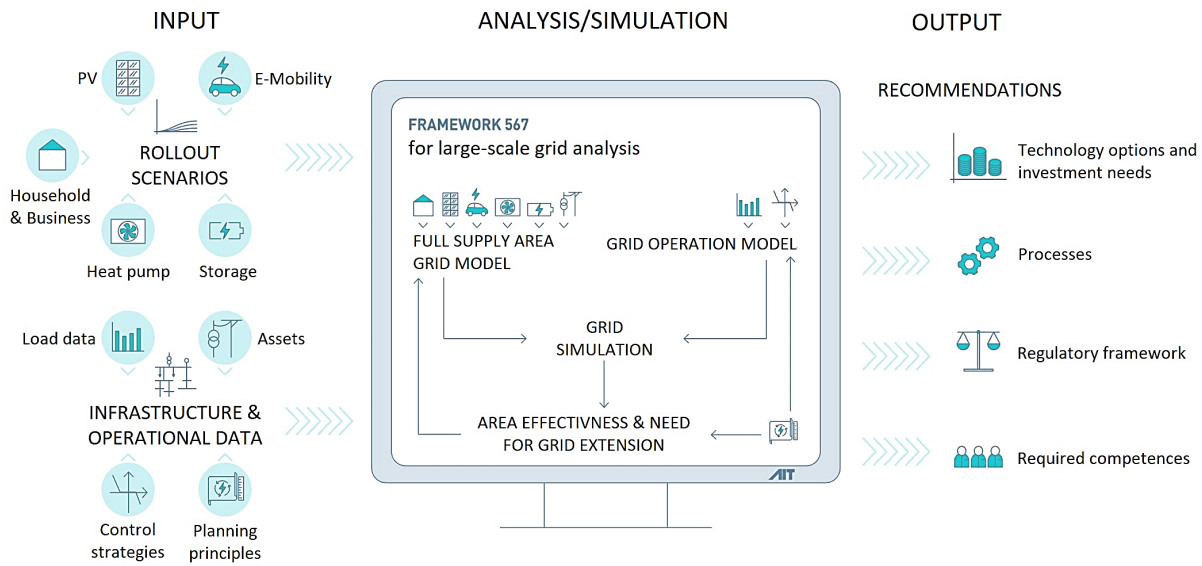 INPUT
ANALYSIS/SIMULATION
OUTPUT
PV
E-Mobility
ROLLOUT
SCENARIOS
Household
& Business
Heat pump
Storage
Load data
Assets
INFRASTRUCTURE &
OPERATIONAL DATA
Control
strategies
Planning
principles
FRAMEWORK 567
for large-scale grid analysis
FULL SUPPLY AREA
GRID MODEL
GRID OPERATION MODEL
GRID
SIMULATION
AREA EFFECTIVNESS & NEED
FOR GRID EXTENSION
AIT
RECOMMENDATIONS
Technology options and
investment needs
Processes
Regulatory framework
Required competences